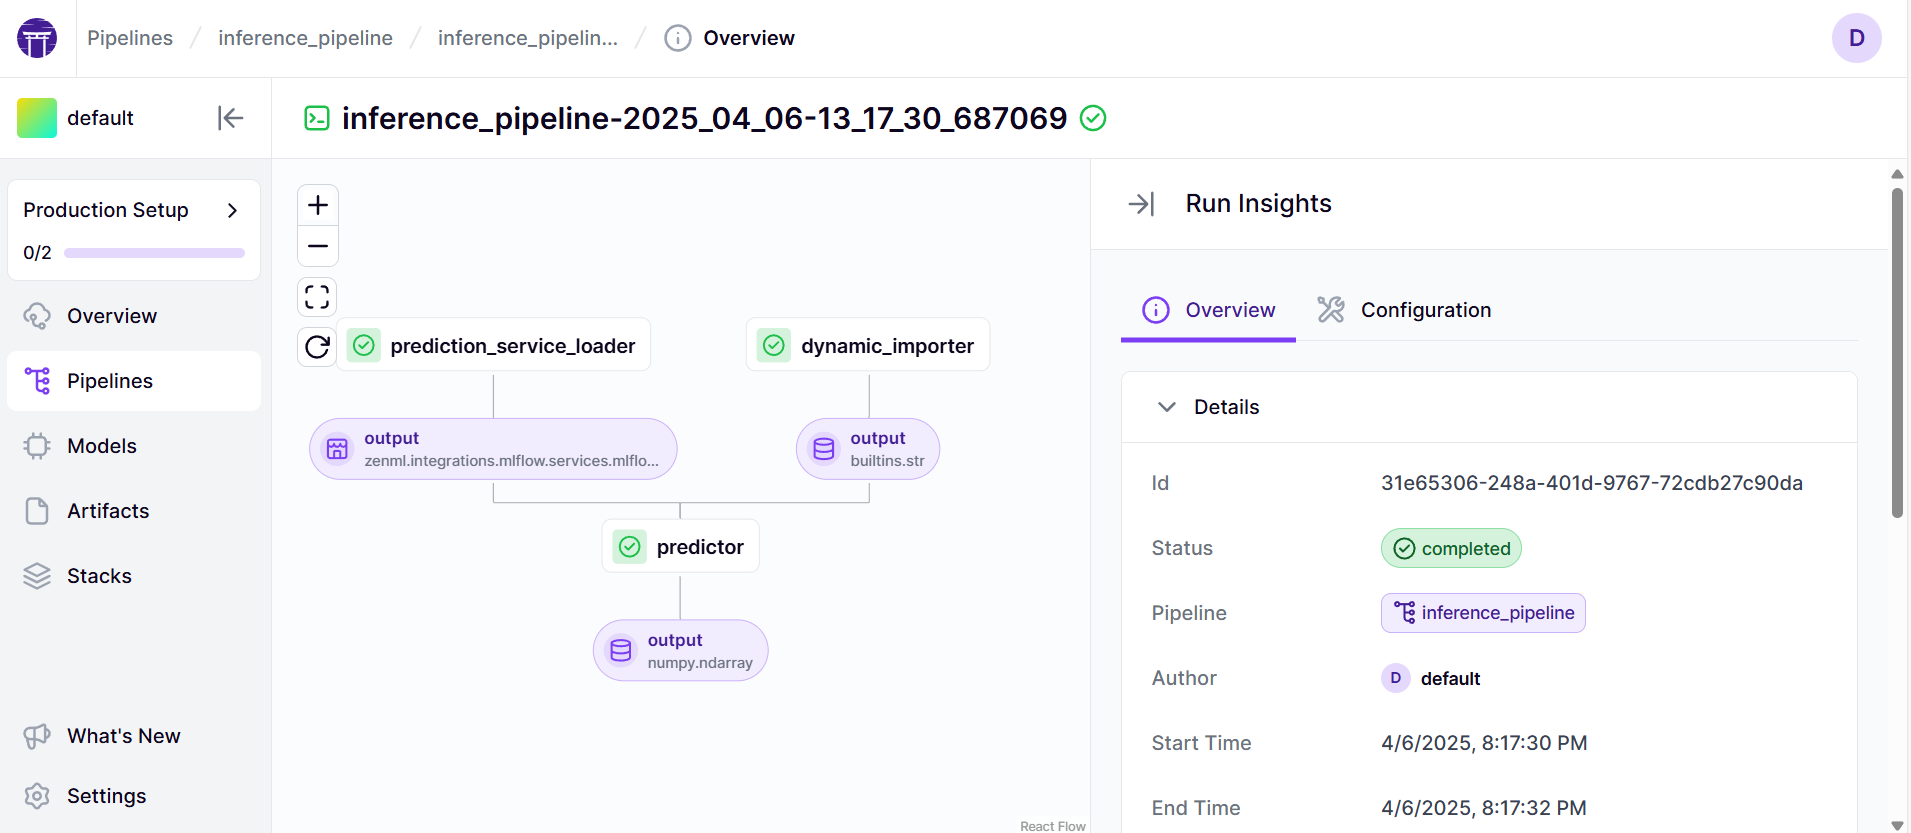 Pipelines / inference_pipeline / inference_pipelin... / Overview
D
default
inference_pipeline-2025_04_06-13_17_30_687069
Production Setup
0/2
Overview
Pipelines
Models
Artifacts
Stacks
What's New
Settings
prediction_service_loader
dynamic_importer
output
zenml.integrations.mlflow.services.mlflo...
output
builtins.str
predictor
output
numpy.ndarray
React Flow
Run Insights
Overview
Configuration
Details
Id 31e65306-248a-401d-9767-72cdb27c90da
Status completed
Pipeline inference_pipeline
Author D default
Start Time 4/6/2025, 8:17:30 PM
End Time 4/6/2025, 8:17:32 PM